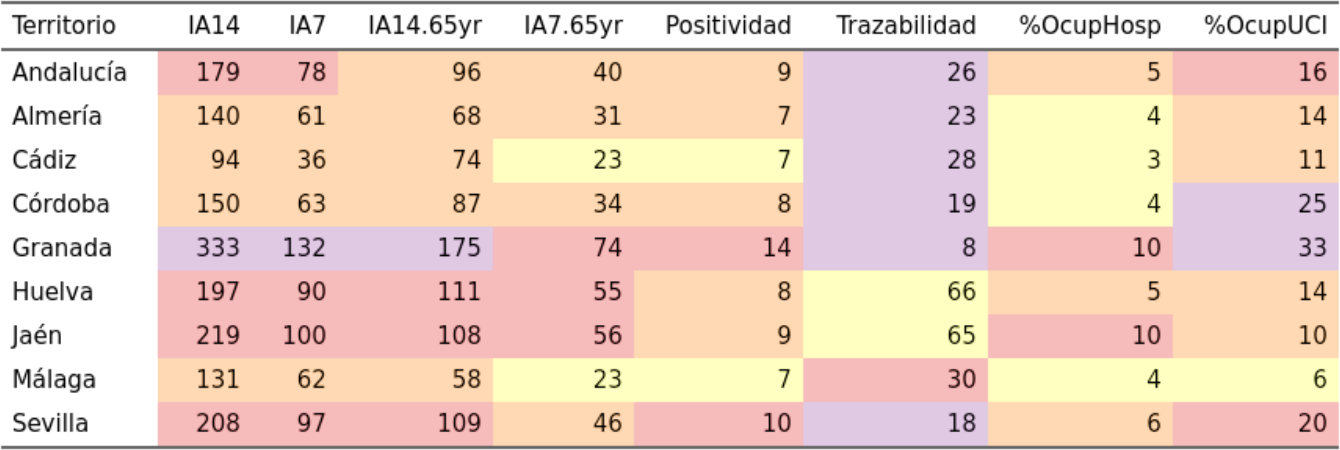 Territorio IA14 IA7 IA14.65yr IA7.65yr Positividad Trazabilidad %OcupHosp %OcupUCI
Andalucía 179 78 96 40 9 26 5 16
Almería 140 61 68 31 7 23 4 14
Cádiz 94 36 74 23 7 28 3 11
Córdoba 150 63 87 34 8 19 4 25
Granada 333 132 175 74 14 8 10 33
Huelva 197 90 111 55 8 66 5 14
Jaén 219 100 108 56 9 65 10 10
Málaga 131 62 58 23 7 30 4 6
Sevilla 208 97 109 46 10 18 6 20